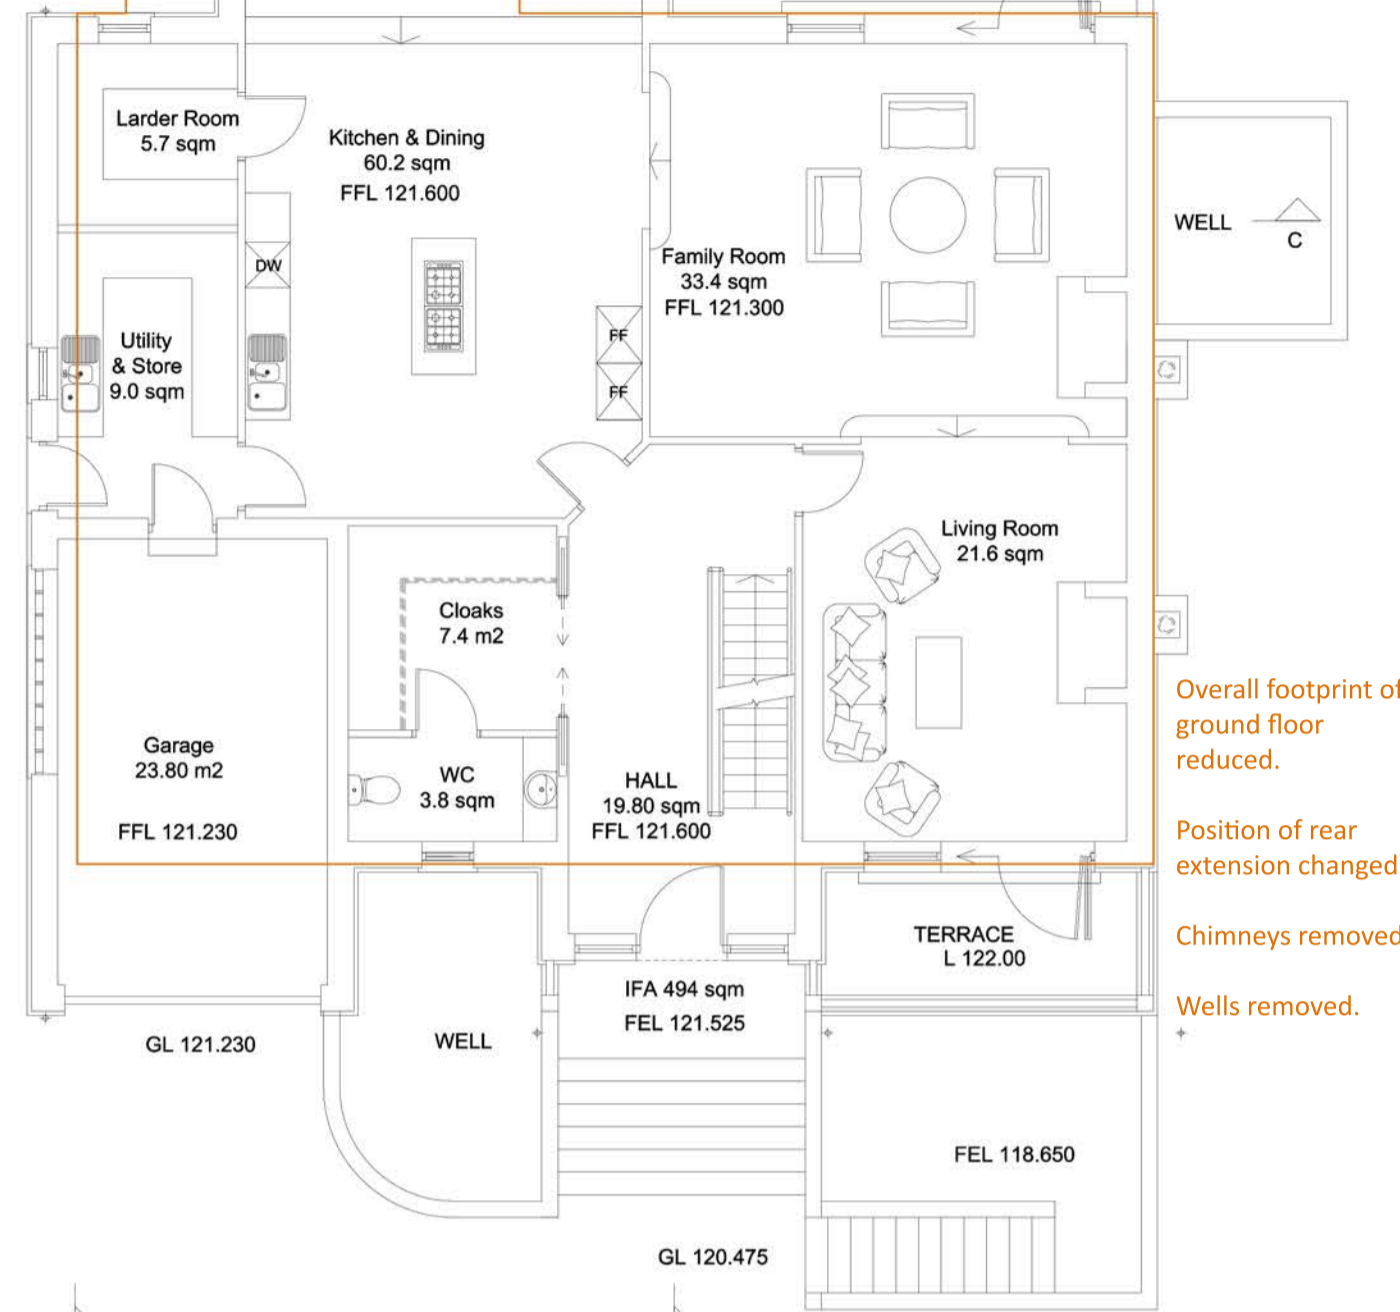 Larder Room
5.7 sqm
Kitchen & Dining
60.2 sqm
FFL 121.600
WELL
C
DW
Family Room
33.4 sqm
FFL 121.300
Utility
& Store
9.0 sqm
FF
FF
Living Room
21.6 sqm
Cloaks
7.4 m2
Overall footprint of
ground floor
reduced.
Garage
23.80 m2
FFL 121.230
WC
3.8 sqm
HALL
19.80 sqm
FFL 121.600
Position of rear
extension changed
Chimneys removed
Wells removed.
TERRACE
L 122.00
IFA 494 sqm
FEL 121.525
GL 121.230
WELL
FEL 118.650
GL 120.475